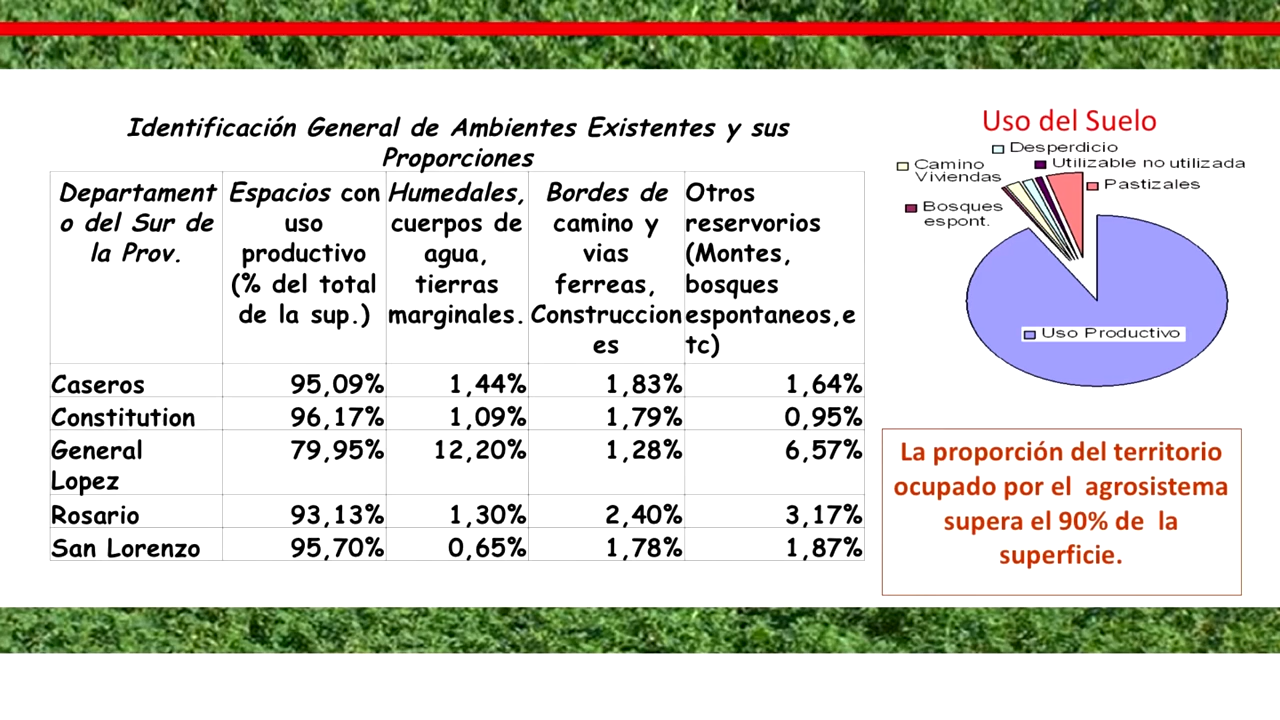 Identificación General de Ambientes Existentes y sus
Proporciones
Departament
o del Sur de
la Prov.
Espacios con
uso
productivo
(% del total
de la sup.)
Humedales,
cuerpos de
agua,
tierras
marginales.
Bordes de
camino y
vias
ferreas,
Construccion
es
Otros
reservorios
(Montes,
bosques
espontaneos,e
tc)
Caseros 95,09% 1,44% 1,83% 1,64%
Constitution 96,17% 1,09% 1,79% 0,95%
General
Lopez 79,95% 12,20% 1,28% 6,57%
Rosario 93,13% 1,30% 2,40% 3,17%
San Lorenzo 95,70% 0,65% 1,78% 1,87%
Uso del Suelo
Desperdicio
Camino
Viviendas
Utilizable no utilizada
Pastizales
Bosques
espont.
Uso Productivo
La proporción del territorio
ocupado por el agrosistema
supera el 90% de la
superficie.